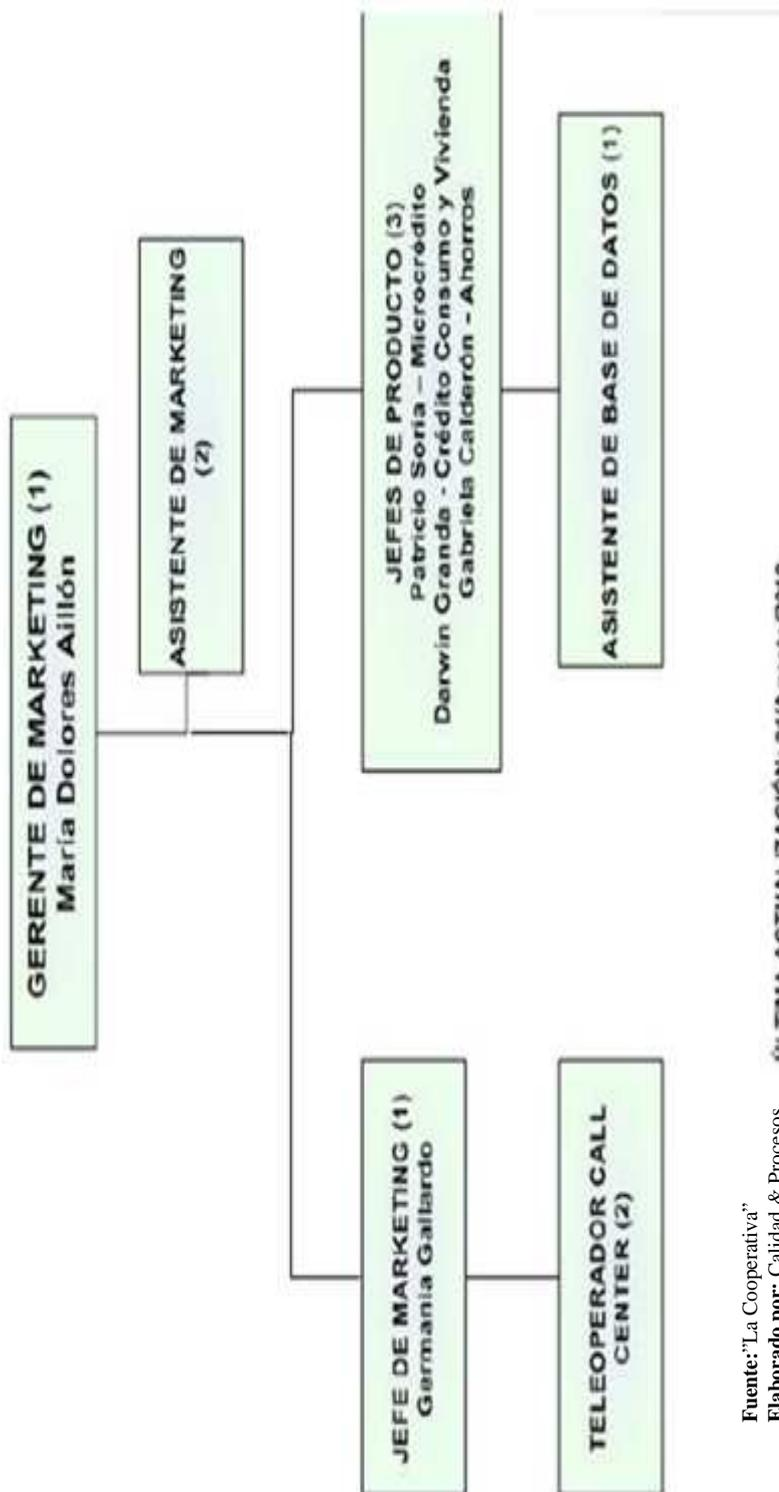 GERENTE DE MARKETING (1)
María Dolores Aillón
ASISTENTE DE MARKETING
(2)
JEFE DE MARKETING (1)
Germania Gallardo
JEFES DE PRODUCTO (3)
Patricio Soria – Microcrédito
Darwin Granda - Crédito Consumo y Vivienda
Gabriela Calderón - Ahorros
TELEOPERADOR CALL
CENTER (2)
ASISTENTE DE BASE DE DATOS (1)
Fuente:”La Cooperativa”
Elaborado por: Calidad & Procesos